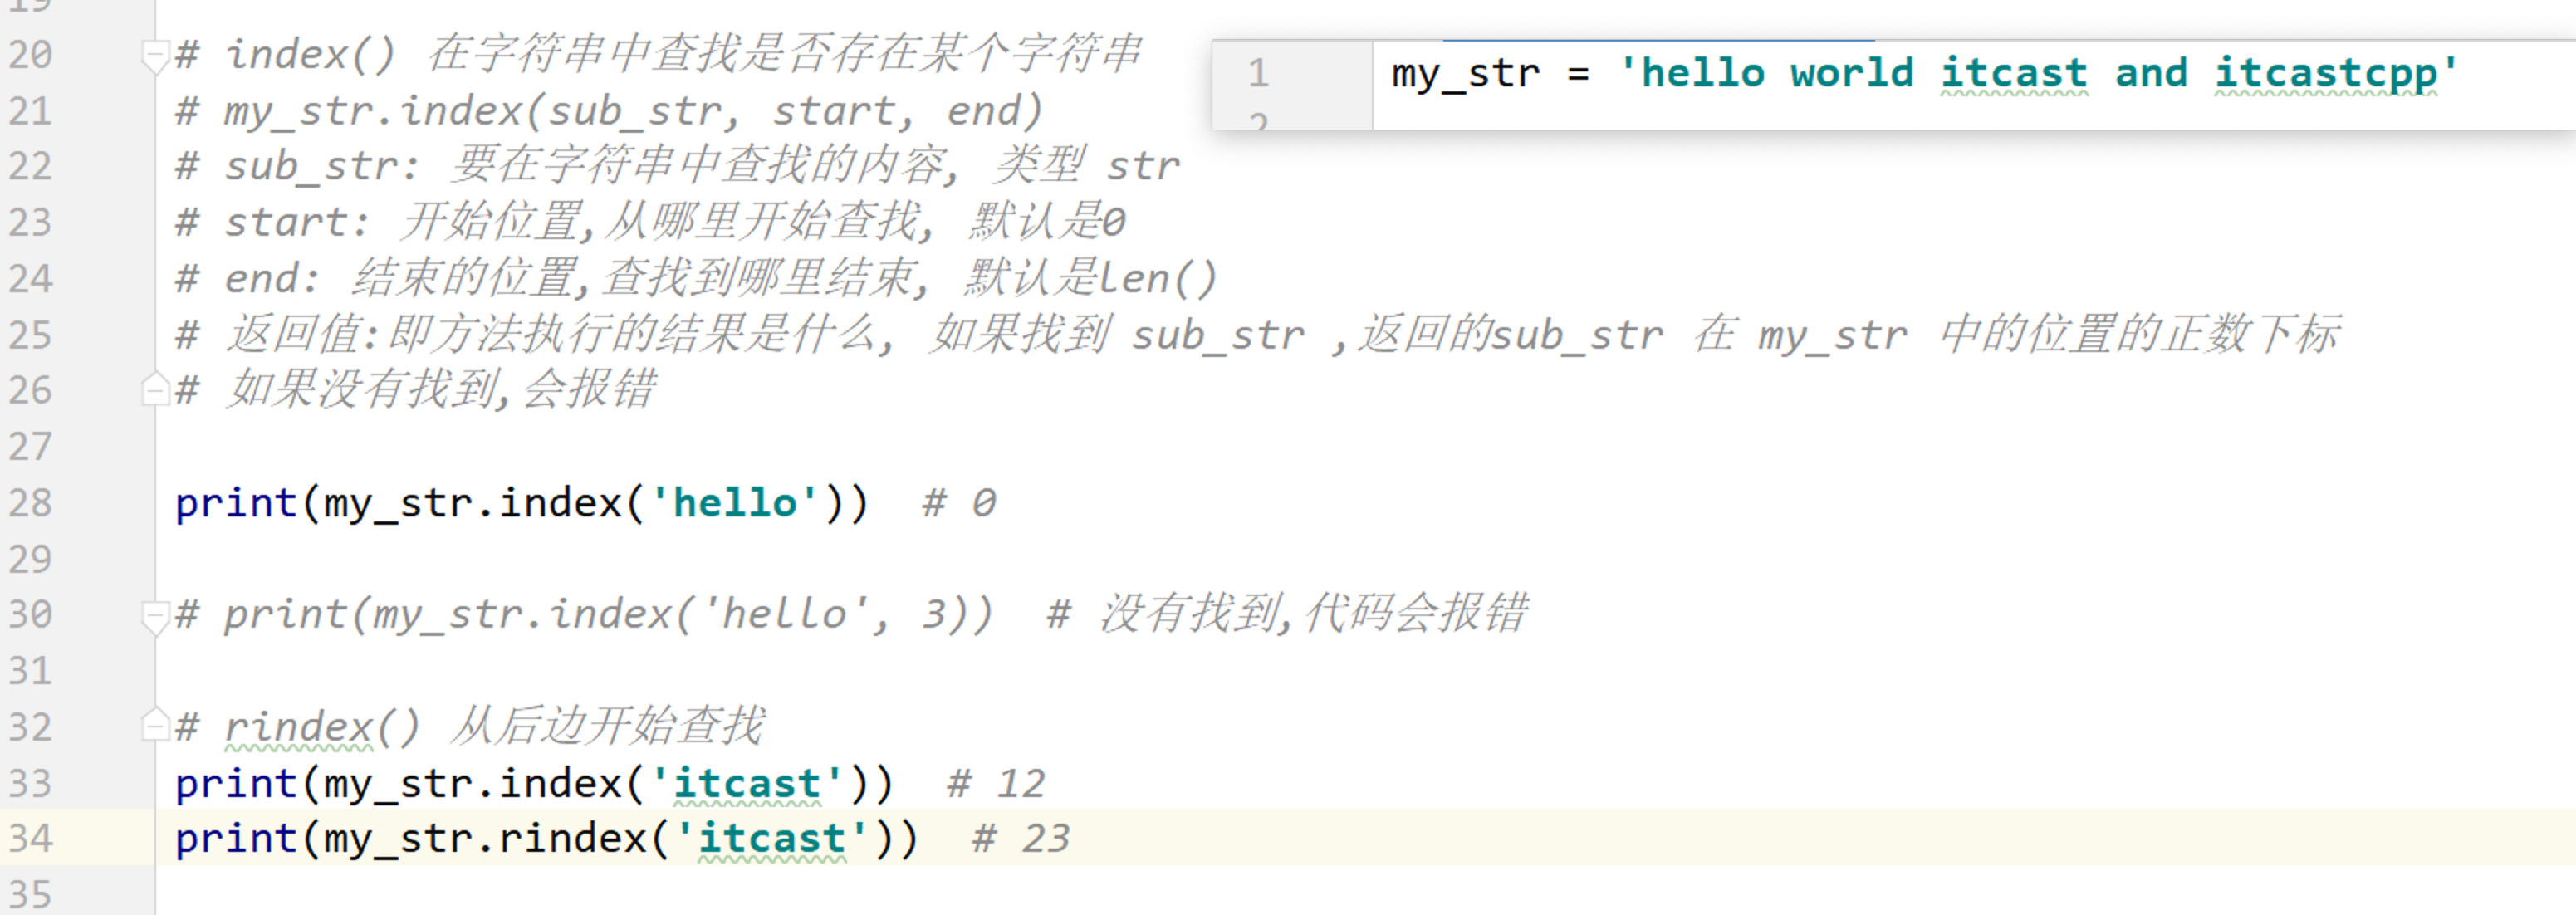 19
20 # index() 在字符串中查找是否存在某个字符串
21 # my_str.index(sub_str, start, end)
22 # sub_str: 要在字符串中查找的内容, 类型 str
23 # start: 开始位置,从哪里开始查找, 默认是0
24 # end: 结束的位置,查找到哪里结束, 默认是len()
25 # 返回值:即方法执行的结果是什么, 如果找到 sub_str ,返回的sub_str 在 my_str 中的位置的正数下标
26 # 如果没有找到,会报错
27
28 print(my_str.index('hello'))  # 0
29
30 # print(my_str.index('hello', 3))  # 没有找到,代码会报错
31
32 # rindex() 从后边开始查找
33 print(my_str.index('itcast'))  # 12
34 print(my_str.rindex('itcast'))  # 23
35
1 my_str = 'hello world itcast and itcastcpp'
2